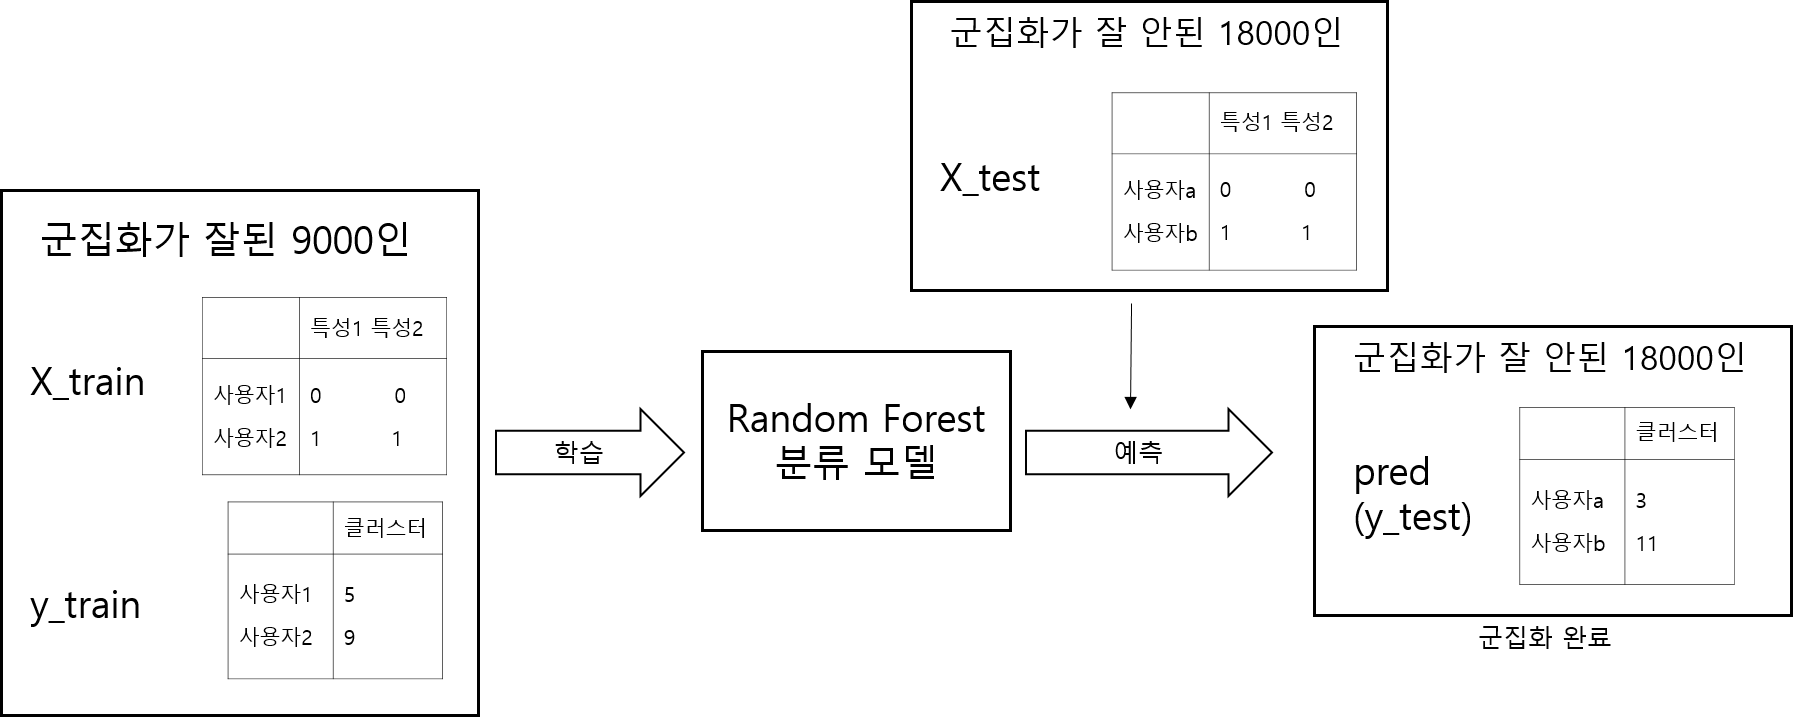 군집화가 잘된 9000인
X_train
특성1 특성2
사용자1 0 0
사용자2 1 1
y_train
클러스터
사용자1 5
사용자2 9
학습
Random Forest
분류 모델
군집화가 잘 안된 18000인
X_test
특성1 특성2
사용자a 0 0
사용자b 1 1
예측
군집화가 잘 안된 18000인
pred
(y_test)
클러스터
사용자a 3
사용자b 11
군집화 완료